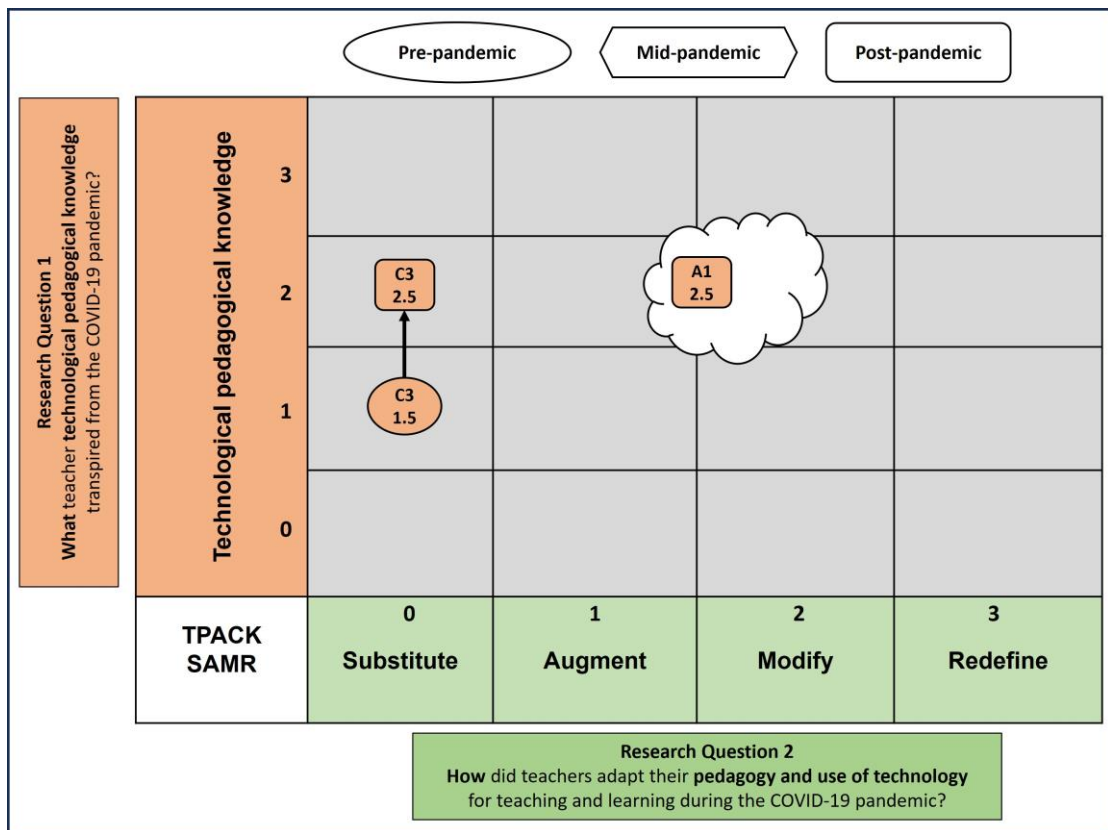 Pre-pandemic
Mid-pandemic
Post-pandemic
Research Question 1
What teacher technological pedagogical knowledge
transpired from the COVID-19 pandemic?
Technological pedagogical knowledge
3
2
1
0
C3
2.5
A1
2.5
C3
1.5
TPACK
SAMR
0
Substitute
1
Augment
2
Modify
3
Redefine
Research Question 2
How did teachers adapt their pedagogy and use of technology
for teaching and learning during the COVID-19 pandemic?